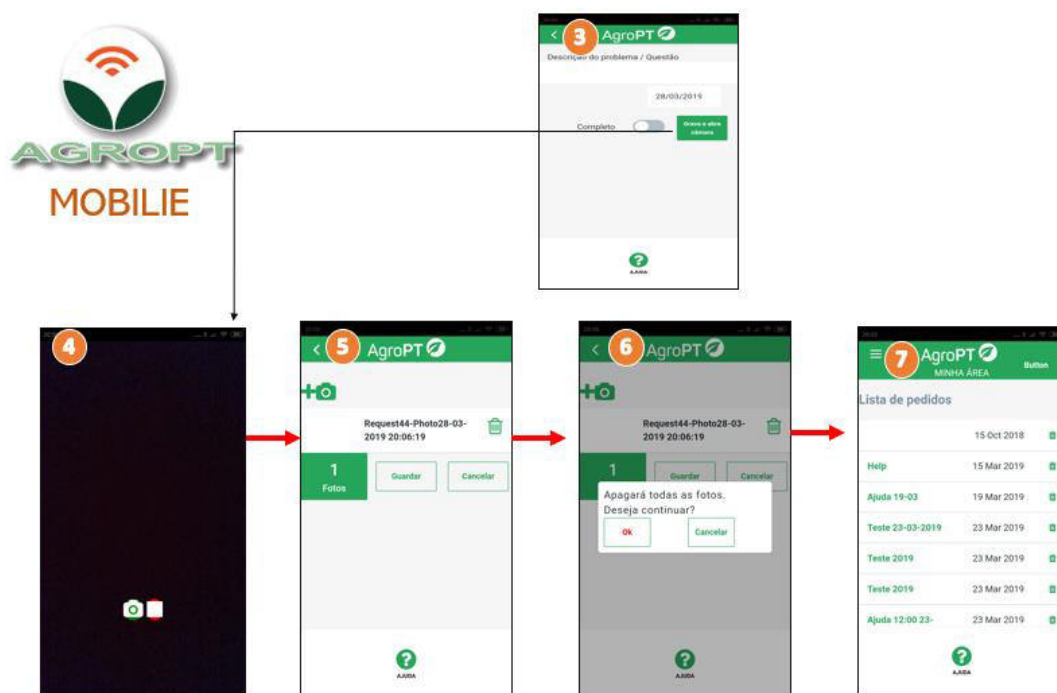 AGROPT
MOBILIE
3
AgroPT
Descrição do problema / Questão
28/03/2019
Completo
Grava e abre
câmara
AJUDA
4
5
AgroPT
Request44-Photo28-03-
2019 20:06:19
1
Fotos
Guardar
Cancelar
AJUDA
6
AgroPT
Request44-Photo28-03-
2019 20:06:19
1
Guardar
Cancelar
Apagará todas as fotos.
Deseja continuar?
Ok
Cancelar
AJUDA
7
AgroPT
MINHA ÁREA
Button
Lista de pedidos
15 Oct 2018
Help
15 Mar 2019
Ajuda 19-03
19 Mar 2019
Teste 23-03-2019
23 Mar 2019
Teste 2019
23 Mar 2019
Teste 2019
23 Mar 2019
Ajuda 12:00 23-
23 Mar 2019
AJUDA